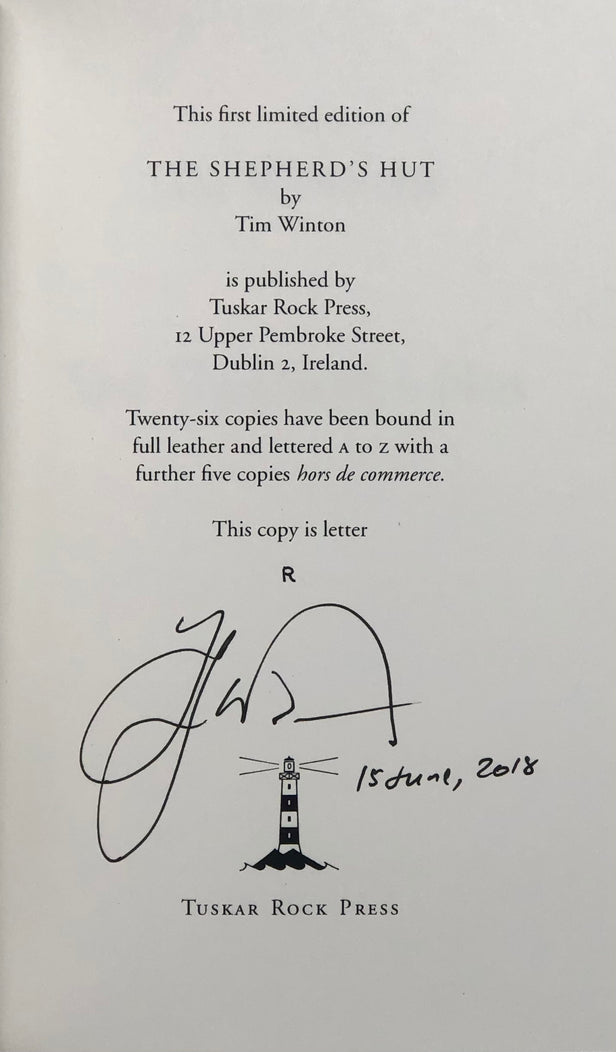 This first limited edition of
THE SHEPHERD'S HUT
by
Tim Winton
is published by
Tuskar Rock Press,
12 Upper Pembroke Street,
Dublin 2, Ireland.
Twenty-six copies have been bound in
full leather and lettered A to Z with a
further five copies hors de commerce.
This copy is letter
R
15 June, 2018
TUSKAR ROCK PRESS